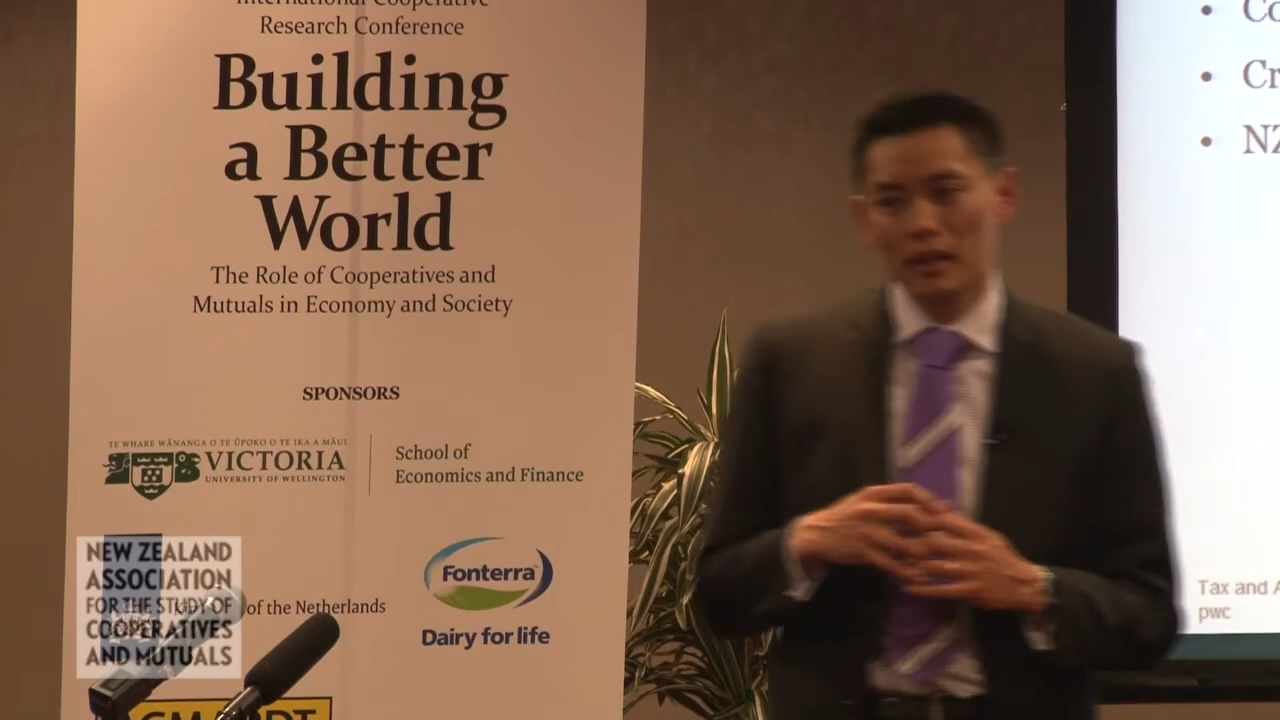 International Cooperative
Research Conference
Building
a Better
World
The Role of Cooperatives and
Mutuals in Economy and Society
SPONSORS
TE WHARE WĀNANGA O TE ŪPOKO O TE IKA A MĀUI
VICTORIA
UNIVERSITY OF WELLINGTON
School of
Economics and Finance
NEW ZEALAND
ASSOCIATION
FOR THE STUDY OF
COOPERATIVES
AND MUTUALS
of the Netherlands
Fonterra
Dairy for life
• Co
• Cr
• NZ
Tax and A
pwc